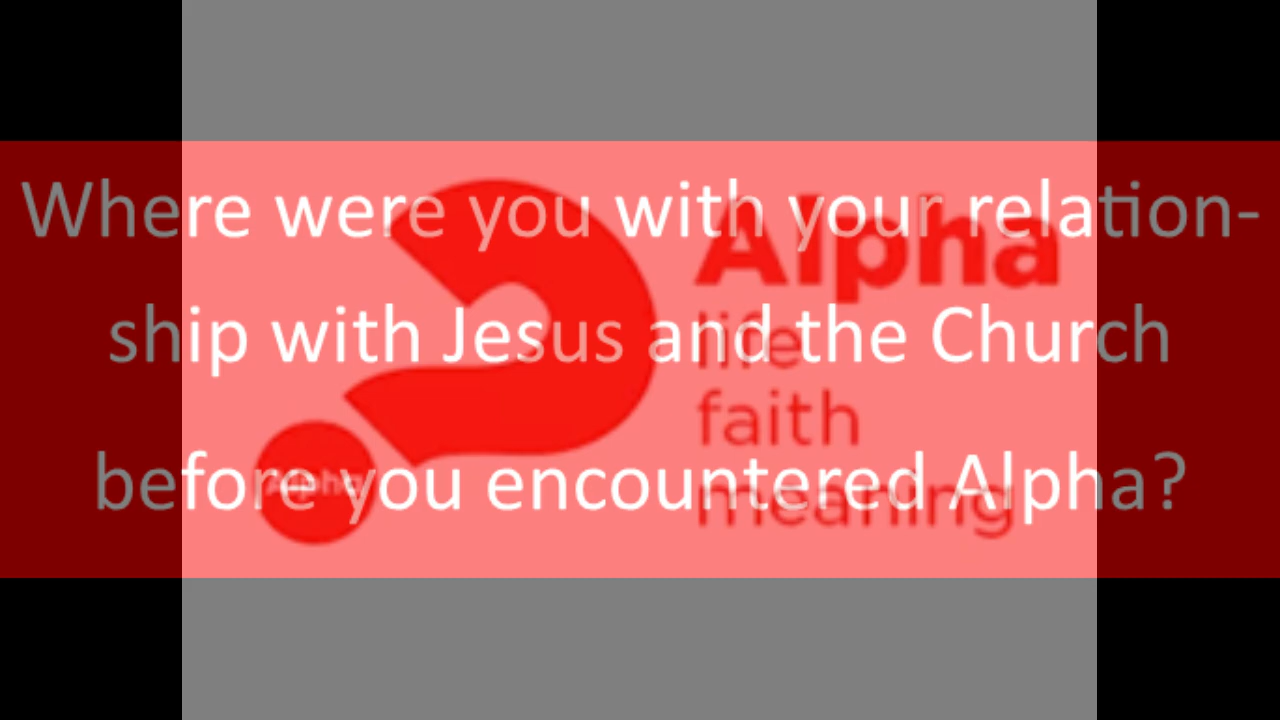 Where were you with your relation-
ship with Jesus and the Church
before you encountered Alpha?
Alpha
life
faith
meaning
Alpha